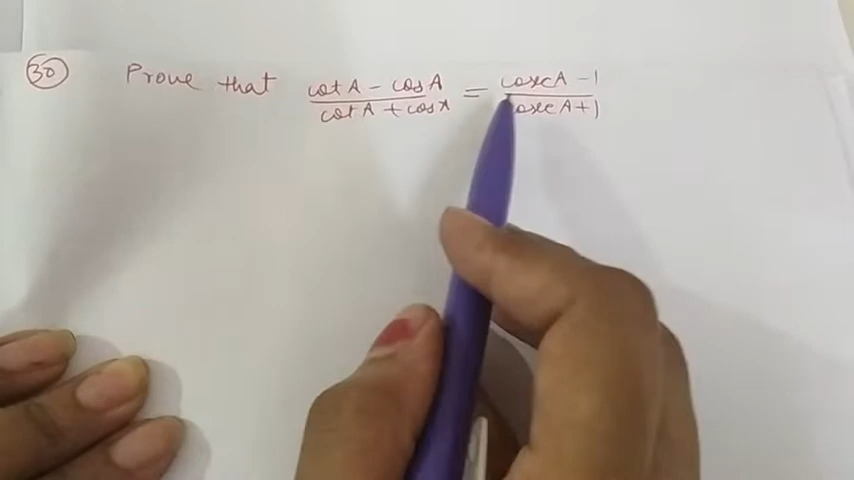 30 Prove that (cot A - cos A)/(cot A + cos x) = (cosec A - 1)/(cosec A + 1)